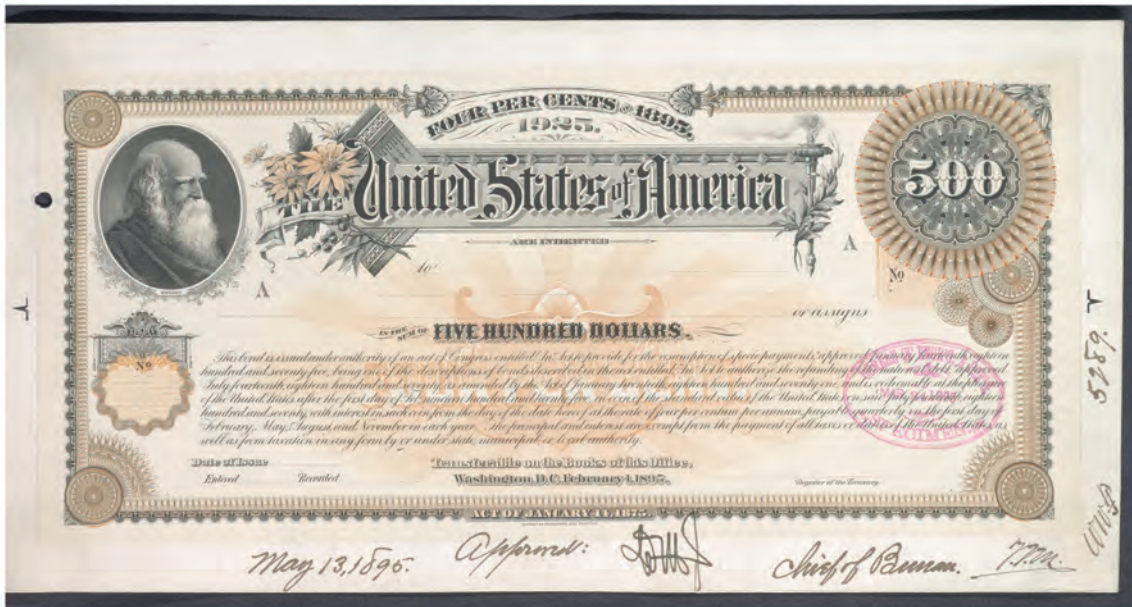 FOUR PER CENTS OF 1895.
1925.
THE United States of America
ARE INDEBTED
to
500
A
A
No
or assigns
IN THE SUM OF FIVE HUNDRED DOLLARS.
No
This bond is issued under authority of an act of Congress entitled "An Act to provide for the resumption of specie payments," approved January fourteenth, eighteen
hundred and seventy five, being one of the descriptions of bonds described in the act entitled "An Act to authorize the refunding of the national debt," approved
July fourteenth, eighteen hundred and seventy as amended by the Act of January twentieth, eighteen hundred and seventy one and is redeemable at the pleasure
of the United States after the first day of in coin of the standard value of the United States on said July fourteenth, eighteen
hundred and seventy, with interest in such coin from the day of the date hereof at the rate of four per centum per annum, payable quarterly on the first day of
February, May, August, and November in each year. The principal and interest are exempt from the payment of all taxes or duties of the United States, as
well as from taxation in any form by or under state, municipal, or local authority.
SPECIMEN
Date of Issue
Entered Recorded
Transferable on the Books of this Office,
Washington, D.C. February 1, 1895.
Register of the Treasury.
ACT OF JANUARY 14, 1875.
May 13, 1895. Approved: Chief of Bureau.
5289.